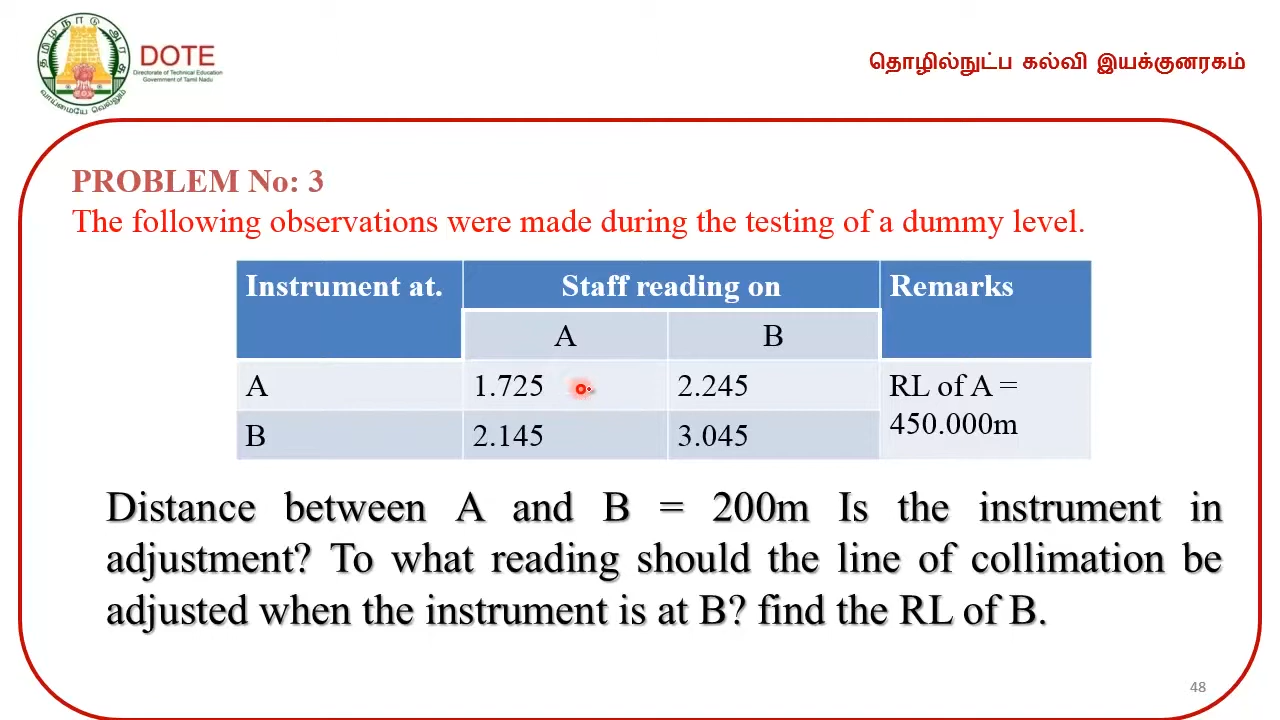 தமிழ்நாடு அரசு
வாய்மையே வெல்லும்
DOTE
Directorate of Technical Education
Government of Tamil Nadu
தொழில்நுட்ப கல்வி இயக்குனரகம்
PROBLEM No: 3
The following observations were made during the testing of a dummy level.
Instrument at. Staff reading on Remarks
A B
A 1.725 2.245 RL of A =
450.000m
B 2.145 3.045
Distance between A and B = 200m Is the instrument in
adjustment? To what reading should the line of collimation be
adjusted when the instrument is at B? find the RL of B.
48